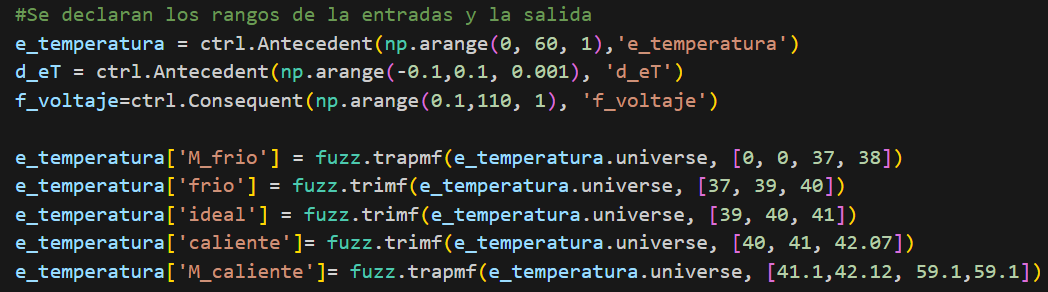 #Se declaran los rangos de la entradas y la salida
e_temperatura = ctrl.Antecedent(np.arange(0, 60, 1),'e_temperatura')
d_eT = ctrl.Antecedent(np.arange(-0.1,0.1, 0.001), 'd_eT')
f_voltaje=ctrl.Consequent(np.arange(0.1,110, 1), 'f_voltaje')
e_temperatura['M_frio'] = fuzz.trapmf(e_temperatura.universe, [0, 0, 37, 38])
e_temperatura['frio'] = fuzz.trimf(e_temperatura.universe, [37, 39, 40])
e_temperatura['ideal'] = fuzz.trimf(e_temperatura.universe, [39, 40, 41])
e_temperatura['caliente']= fuzz.trimf(e_temperatura.universe, [40, 41, 42.07])
e_temperatura['M_caliente']= fuzz.trapmf(e_temperatura.universe, [41.1,42.12, 59.1,59.1])